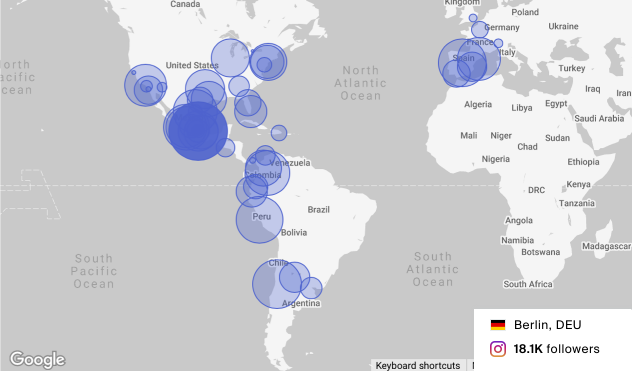 Canada
Kingdom
Poland
Germany
Ukraine
France
Italy
Spain
Turkey
United States
North
Atlantic
Ocean
orth
acific
cean
Iraq
Iran
Algeria
Libya
Egypt
Saudi Arabia
Mali
Niger
Chad
Sudan
Nigeria
Ethiopia
Venezuela
Colombia
Kenya
DRC
Tanzania
Peru
Brazil
Angola
Bolivia
Namibia
Botswana
Madagascar
South
Pacific
Ocean
South
Atlantic
Ocean
Chile
South Africa
Argentina
Berlin, DEU
18.1K followers
Google
Keyboard shortcuts